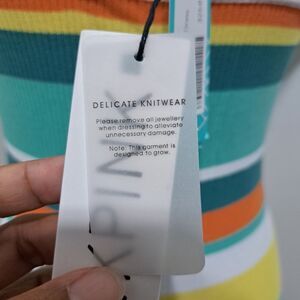 DELICATE KNITWEAR
Please remove all jewellery
when dressing to alleviate
unnecessary damage.
Note: This garment is
designed to grow.
KPINK